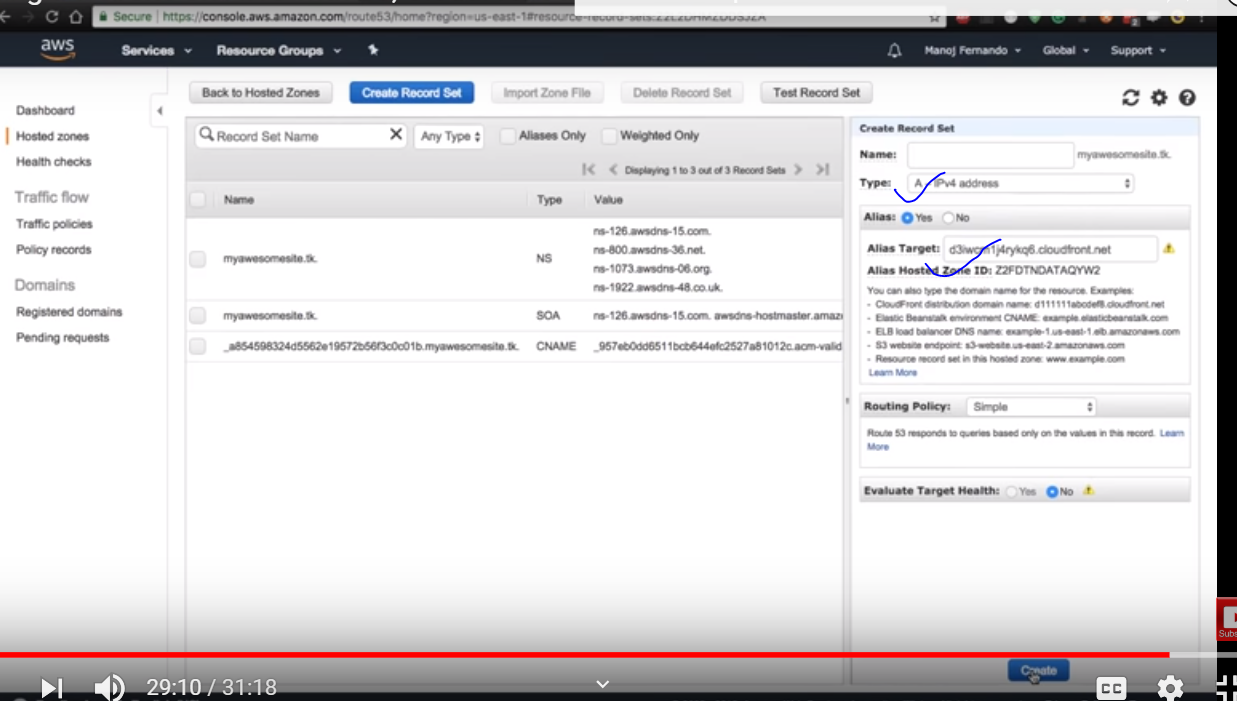 Secure | https://console.aws.amazon.com/route53/home?region=us-east-1#resource-record-sets:
aws Services Resource Groups Manoj Fernando Global Support
Back to Hosted Zones Create Record Set Import Zone File Delete Record Set Test Record Set
Dashboard
Hosted zones
Health checks
Traffic flow
Traffic policies
Policy records
Domains
Registered domains
Pending requests
Record Set Name X Any Type Aliases Only Weighted Only
Displaying 1 to 3 out of 3 Record Sets
Name Type Value
myawesomesite.tk. NS
ns-126.awsdns-15.com.
ns-800.awsdns-36.net.
ns-1073.awsdns-06.org.
ns-1922.awsdns-48.co.uk.
myawesomesite.tk. SOA ns-126.awsdns-15.com. awsdns-hostmaster.amaz
_a854598324d5562e19572b56f3c0c01b.myawesomesite.tk. CNAME _957eb0dd6511bcb644efc2527a81012c.acm-valid
Create Record Set
Name: myawesomesite.tk.
Type: A - IPv4 address
Alias: Yes No
Alias Target: d3iwcm1j4rykq6.cloudfront.net
Alias Hosted Zone ID: Z2FDTNDATAQYW2
You can also type the domain name for the resource. Examples:
- CloudFront distribution domain name: d111111abcdef8.cloudfront.net
- Elastic Beanstalk environment CNAME: example.elasticbeanstalk.com
- ELB load balancer DNS name: example-1.us-east-1.elb.amazonaws.com
- S3 website endpoint: s3-website.us-east-2.amazonaws.com
- Resource record set in this hosted zone: www.example.com
Learn More
Routing Policy: Simple
Route 53 responds to queries based only on the values in this record. Learn
More
Evaluate Target Health: Yes No
Create
Subs
29:10 / 31:18
CC